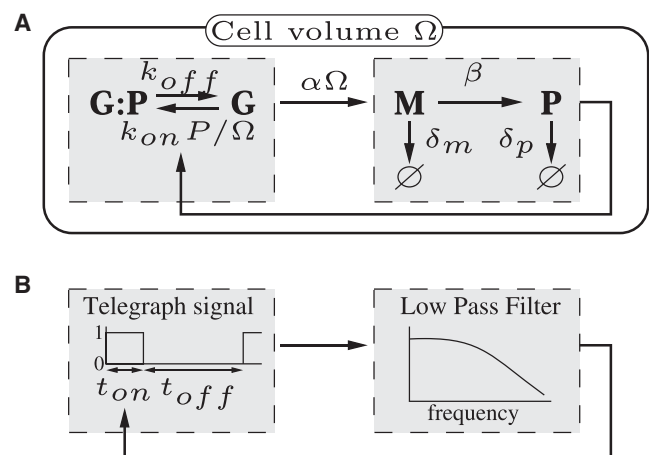 A
Cell volume Ω
k_off
G:P G
k_on P/Ω
αΩ
β
M P
δ_m δ_p
∅ ∅
B
Telegraph signal
1
0
t_on t_off
Low Pass Filter
frequency